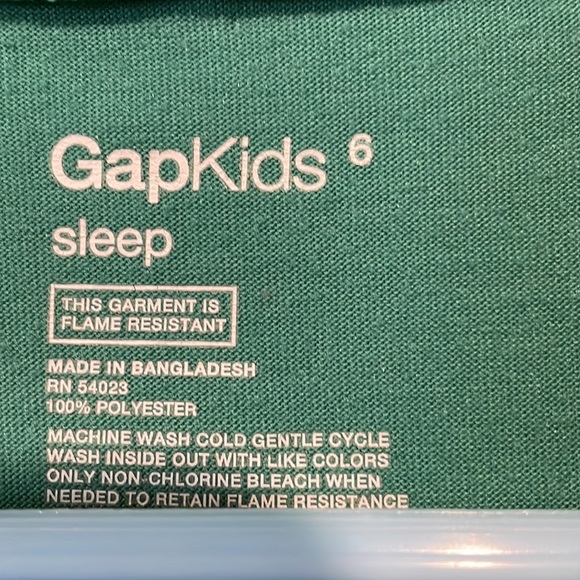 GapKids 6
sleep
THIS GARMENT IS
FLAME RESISTANT
MADE IN BANGLADESH
RN 54023
100% POLYESTER
MACHINE WASH COLD GENTLE CYCLE
WASH INSIDE OUT WITH LIKE COLORS
ONLY NON-CHLORINE BLEACH WHEN
NEEDED TO RETAIN FLAME RESISTANCE